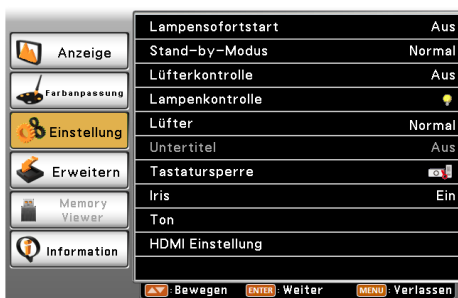 Anzeige
Farbanpassung
Einstellung
Erweitern
Memory
Viewer
Information
Lampensofortstart Aus
Stand-by-Modus Normal
Lüfterkontrolle Aus
Lampenkontrolle
Lüfter Normal
Untertitel Aus
Tastatursperre
Iris Ein
Ton
HDMI Einstellung
:Bewegen ENTER:Weiter MENU:Verlassen